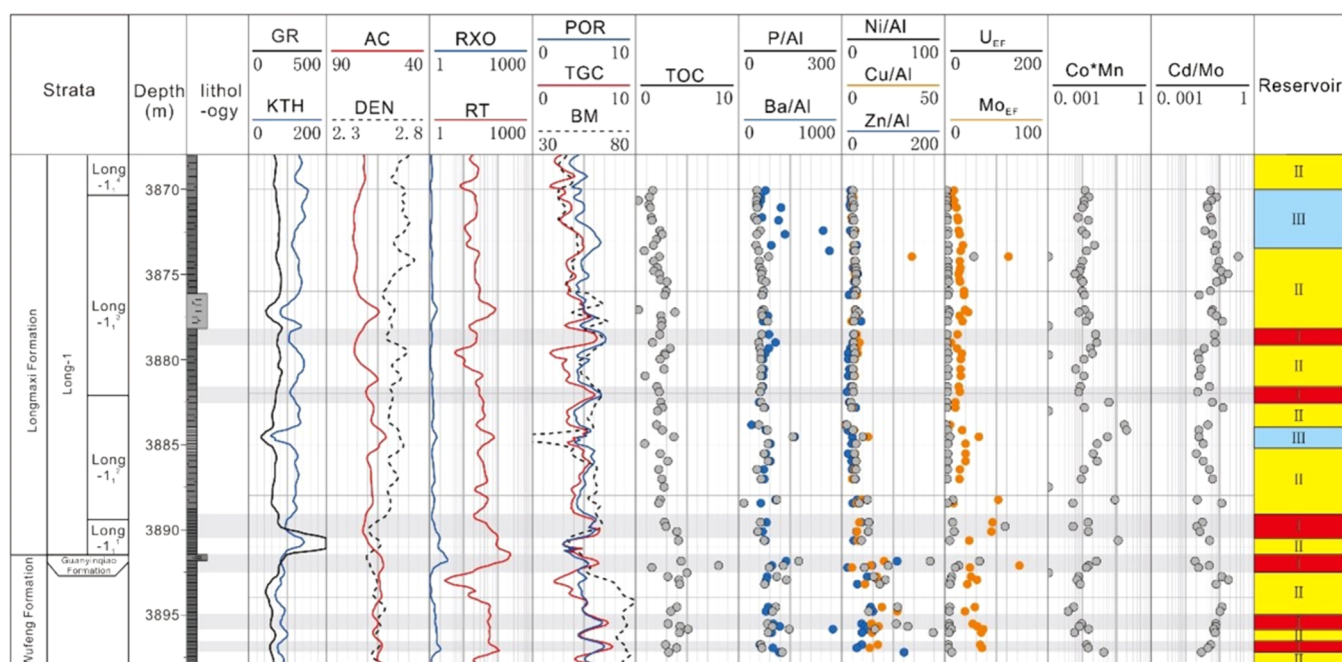 Strata
Depth
(m)
lithol
-ogy
GR
0 500
KTH
0 200
AC
90 40
DEN
2.3 2.8
RXO
1 1000
RT
1 1000
POR
0 10
TGC
0 10
BM
30 80
TOC
0 10
P/Al
0 300
Ba/Al
0 1000
Ni/Al
0 100
Cu/Al
0 50
Zn/Al
0 200
U_EF
0 200
Mo_EF
0 100
Co*Mn
0.001 1
Cd/Mo
0.001 1
Reservoir
Longmaxi Formation
Wufeng Formation
Long-1
Guanyinqiao
Formation
Long
-1₁⁴
Long
-1₁³
Long
-1₁²
Long
-1₁¹
3870
3875
3880
3885
3890
3895
II
III
II
I
II
I
II
III
II
I
II
I
II
I
II
I
II